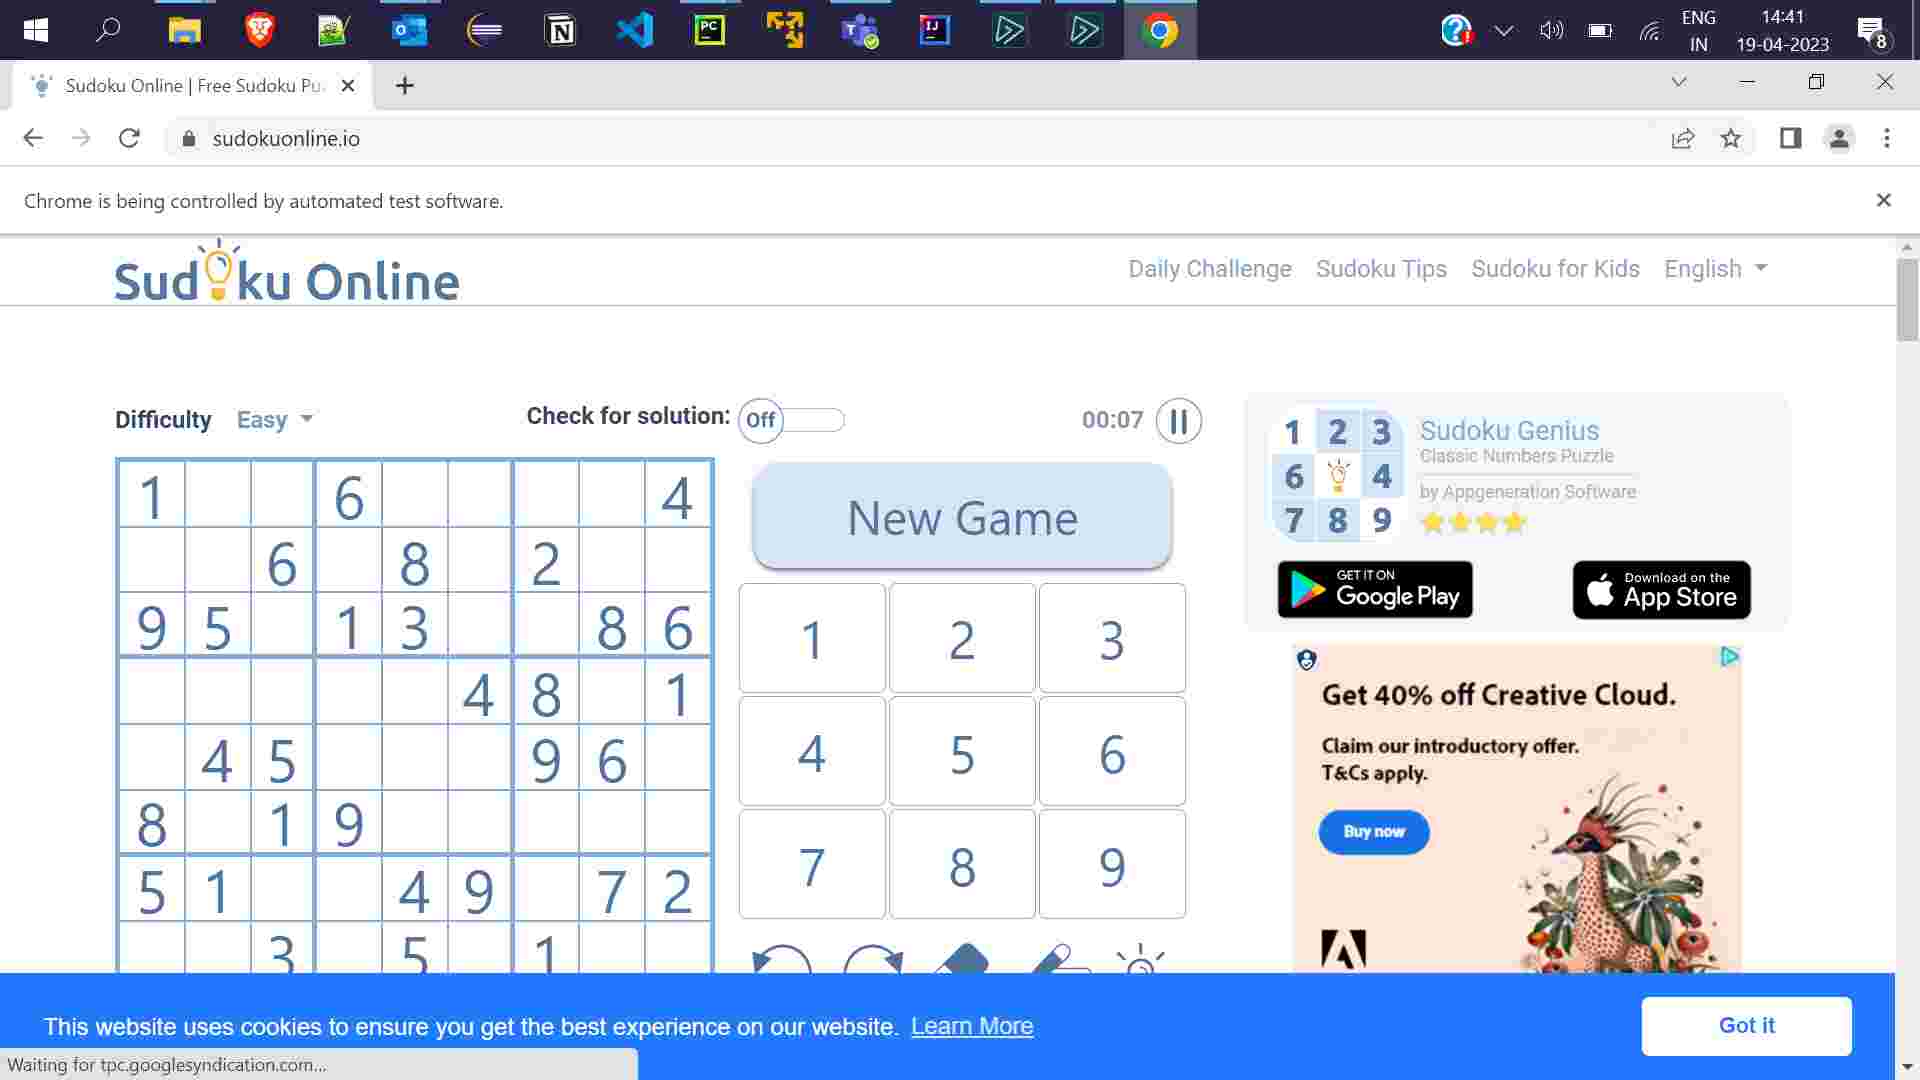 ENG
IN
14:41
19-04-2023
8
Sudoku Online | Free Sudoku Pu
sudokuonline.io
Chrome is being controlled by automated test software.
Sudoku Online
Daily Challenge Sudoku Tips Sudoku for Kids English
Difficulty Easy
Check for solution: Off
00:07
1 6 4
6 8 2
9 5 1 3 8 6
4 8 1
4 5 9 6
8 1 9
5 1 4 9 7 2
3 5 1
New Game
1 2 3
4 5 6
7 8 9
1 2 3
6 4
7 8 9
Sudoku Genius
Classic Numbers Puzzle
by Appgeneration Software
GET IT ON
Google Play
Download on the
App Store
Get 40% off Creative Cloud.
Claim our introductory offer.
T&Cs apply.
Buy now
This website uses cookies to ensure you get the best experience on our website. Learn More
Got it
Waiting for tpc.googlesyndication.com...